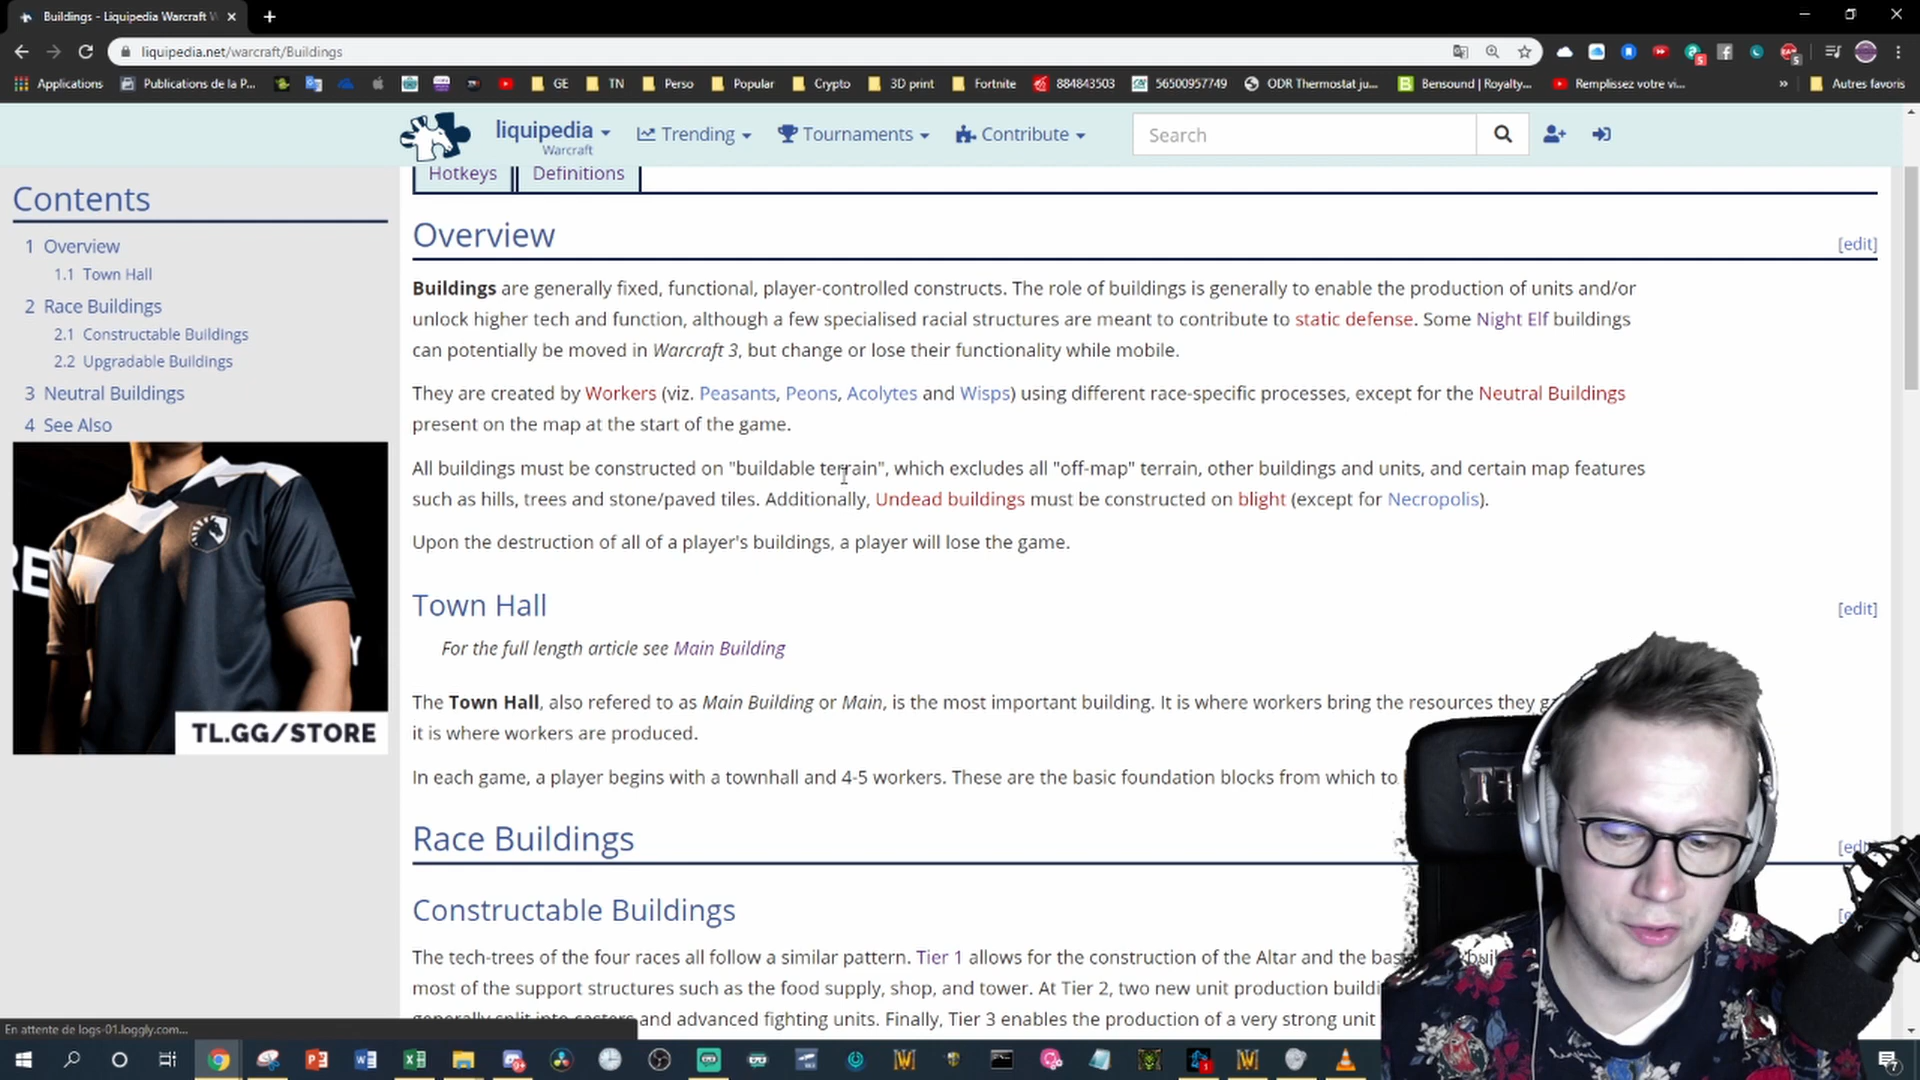 Buildings - Liquipedia Warcraft W
liquipedia.net/warcraft/Buildings
Applications
Publications de la P...
GE
TN
Perso
Popular
Crypto
3D print
Fortnite
884843503
56500957749
ODR Thermostat ju...
Bensound | Royalty...
Remplissez votre vi...
»
Autres favoris
liquipedia
Warcraft
Trending
Tournaments
Contribute
Search
Contents
1 Overview
1.1 Town Hall
2 Race Buildings
2.1 Constructable Buildings
2.2 Upgradable Buildings
3 Neutral Buildings
4 See Also
TL.GG/STORE
Hotkeys
Definitions
Overview
[edit]
Buildings are generally fixed, functional, player-controlled constructs. The role of buildings is generally to enable the production of units and/or
unlock higher tech and function, although a few specialised racial structures are meant to contribute to static defense. Some Night Elf buildings
can potentially be moved in Warcraft 3, but change or lose their functionality while mobile.
They are created by Workers (viz. Peasants, Peons, Acolytes and Wisps) using different race-specific processes, except for the Neutral Buildings
present on the map at the start of the game.
All buildings must be constructed on "buildable terrain", which excludes all "off-map" terrain, other buildings and units, and certain map features
such as hills, trees and stone/paved tiles. Additionally, Undead buildings must be constructed on blight (except for Necropolis).
Upon the destruction of all of a player's buildings, a player will lose the game.
Town Hall
[edit]
For the full length article see Main Building
The Town Hall, also refered to as Main Building or Main, is the most important building. It is where workers bring the resources they
it is where workers are produced.
In each game, a player begins with a townhall and 4-5 workers. These are the basic foundation blocks from which to
Race Buildings
Constructable Buildings
The tech-trees of the four races all follow a similar pattern. Tier 1 allows for the construction of the Altar and the
most of the support structures such as the food supply, shop, and tower. At Tier 2, two new unit production
generally split into casters and advanced fighting units. Finally, Tier 3 enables the production of a very strong unit
En attente de logs-01.loggly.com...